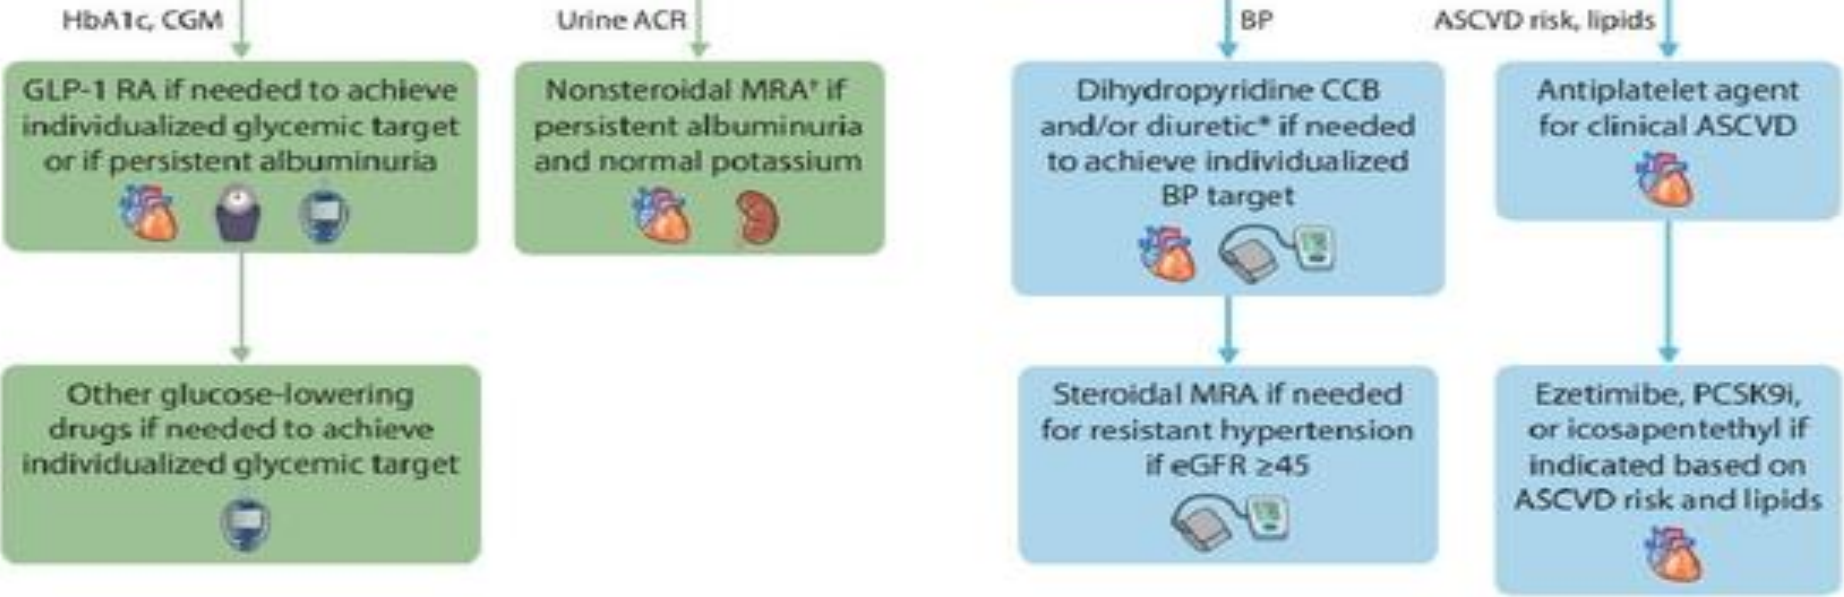 HbA1c, CGM
GLP-1 RA if needed to achieve
individualized glycemic target
or if persistent albuminuria
Other glucose-lowering
drugs if needed to achieve
individualized glycemic target
Urine ACR
Nonsteroidal MRA† if
persistent albuminuria
and normal potassium
BP
Dihydropyridine CCB
and/or diuretic* if needed
to achieve individualized
BP target
Steroidal MRA if needed
for resistant hypertension
if eGFR ≥45
ASCVD risk, lipids
Antiplatelet agent
for clinical ASCVD
Ezetimibe, PCSK9i,
or icosapentethyl if
indicated based on
ASCVD risk and lipids